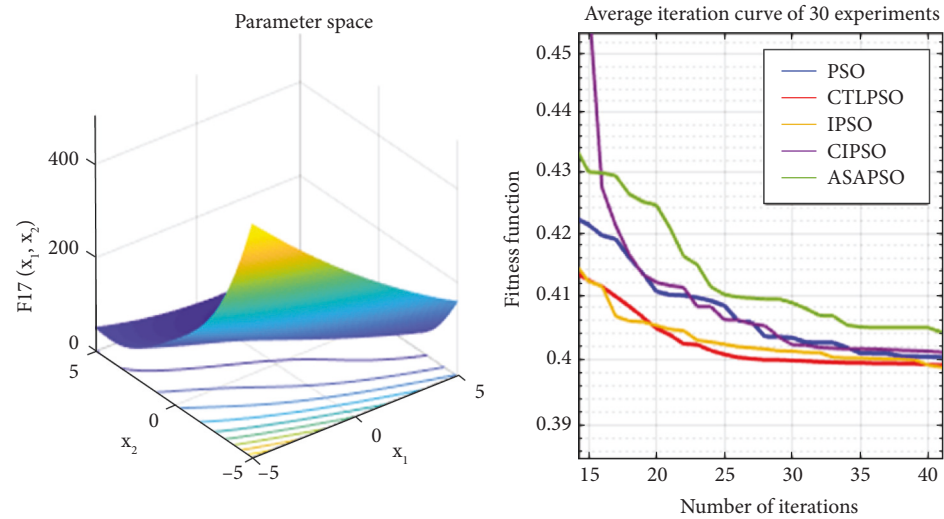 Parameter space
F17 (x₁, x₂)
400
200
0
5
0
−5
x₂
−5
0
5
x₁
Average iteration curve of 30 experiments
Fitness function
0.45
0.44
0.43
0.42
0.41
0.4
0.39
PSO
CTLPSO
IPSO
CIPSO
ASAPSO
15 20 25 30 35 40
Number of iterations